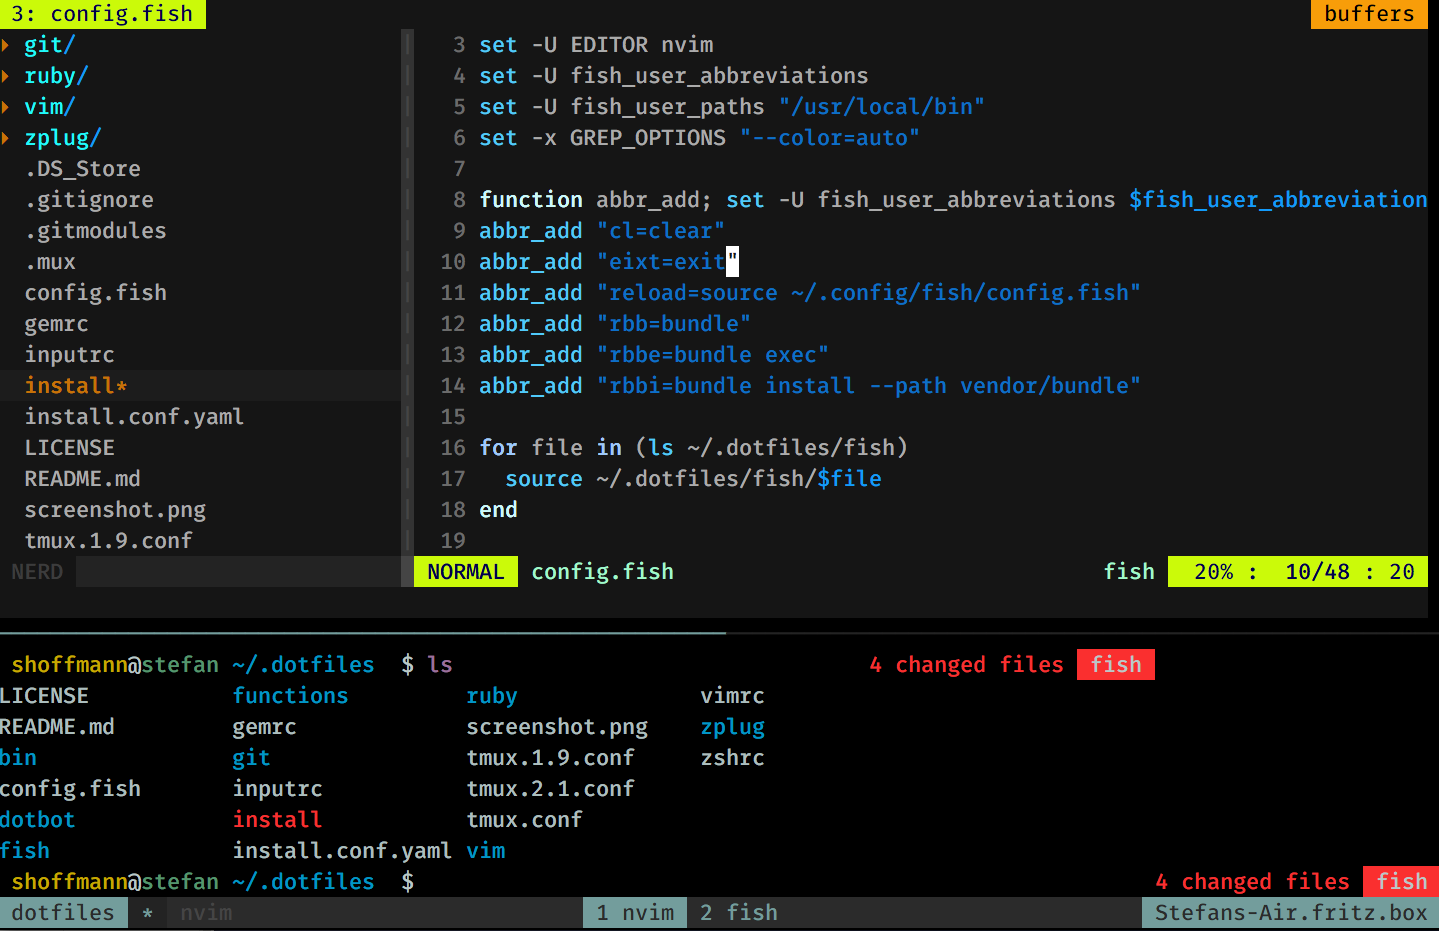 3: config.fish buffers
git/
ruby/
vim/
zplug/
.DS_Store
.gitignore
.gitmodules
.mux
config.fish
gemrc
inputrc
install*
install.conf.yaml
LICENSE
README.md
screenshot.png
tmux.1.9.conf
NERD
3 set -U EDITOR nvim
4 set -U fish_user_abbreviations
5 set -U fish_user_paths "/usr/local/bin"
6 set -x GREP_OPTIONS "--color=auto"
7
8 function abbr_add; set -U fish_user_abbreviations $fish_user_abbreviation
9 abbr_add "cl=clear"
10 abbr_add "eixt=exit"
11 abbr_add "reload=source ~/.config/fish/config.fish"
12 abbr_add "rbb=bundle"
13 abbr_add "rbbe=bundle exec"
14 abbr_add "rbbi=bundle install --path vendor/bundle"
15
16 for file in (ls ~/.dotfiles/fish)
17   source ~/.dotfiles/fish/$file
18 end
19
NORMAL config.fish fish 20% : 10/48 : 20
shoffmann@stefan ~/.dotfiles $ ls 4 changed files fish
LICENSE functions ruby vimrc
README.md gemrc screenshot.png zplug
bin git tmux.1.9.conf zshrc
config.fish inputrc tmux.2.1.conf
dotbot install tmux.conf
fish install.conf.yaml vim
shoffmann@stefan ~/.dotfiles $ 4 changed files fish
dotfiles * nvim 1 nvim 2 fish Stefans-Air.fritz.box